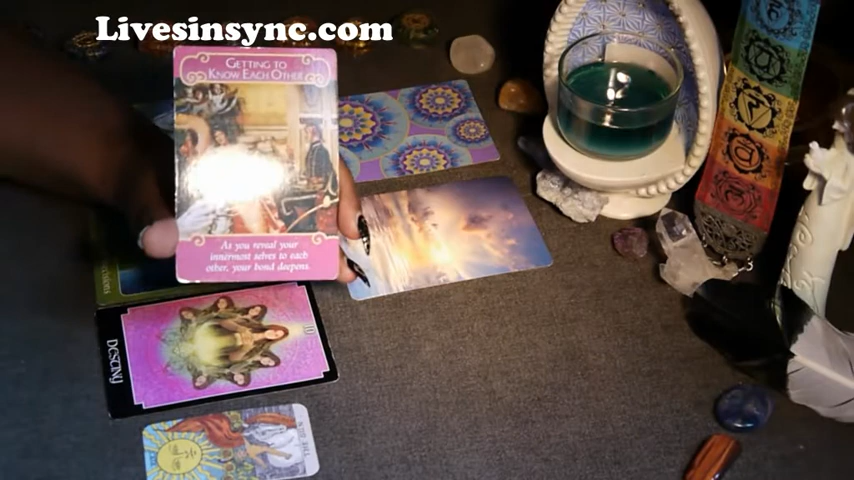 Livesinsync.com
GETTING TO
KNOW EACH OTHER
As you reveal your
innermost selves to each
other, your bond deepens.
DESTINY
10